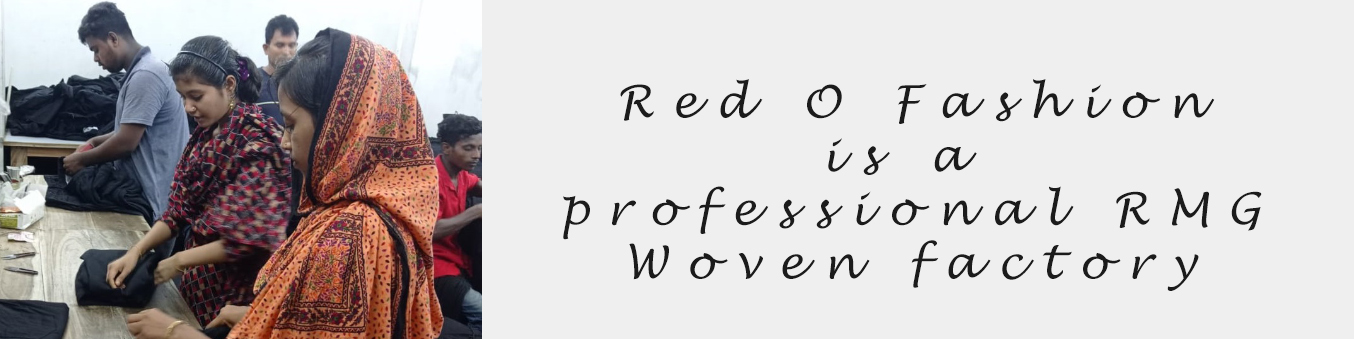 Red O Fashion
is a
professional RMG
Woven factory